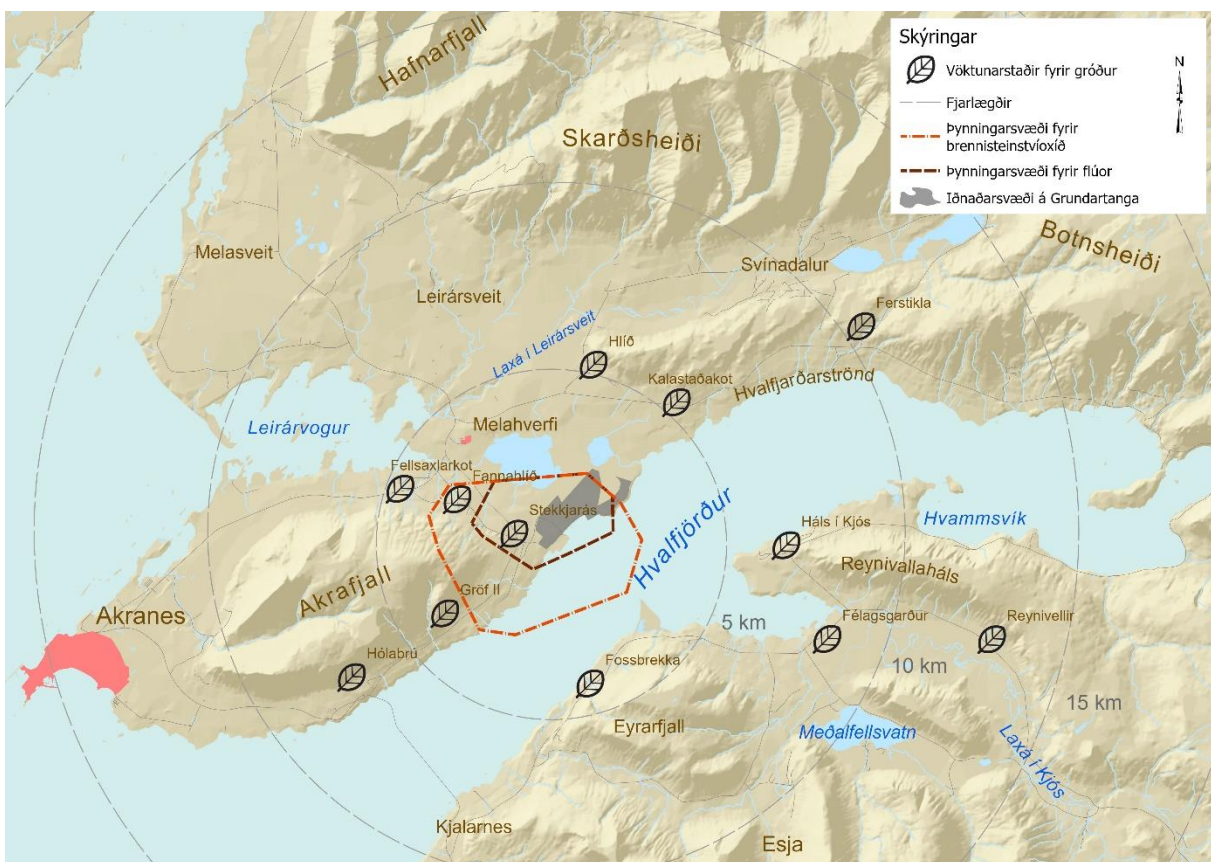 Skýringar
Vöktunarstaðir fyrir gróður
Fjarlægðir
Þynningarsvæði fyrir
brennisteinstvíoxíð
Þynningarsvæði fyrir flúor
Iðnaðarsvæði á Grundartanga
N
Hafnarfjall
Skarðsheiði
Botnsheiði
Melasveit
Svínadalur
Leirársveit
Ferstikla
Laxá í Leirársveit
Hlíð
Kalastaðakot
Hvalfjarðarströnd
Leirárvogur
Melahverfi
Fellsaxlarkot
Fannahlíð
Stekkjarás
Hvalfjörður
Háls í Kjós
Hvammsvík
Reynivallaháls
Akrafjall
Gröf II
Akranes
Hólabrú
5 km
Félagsgarður
Reynivellir
Fossbrekka
10 km
15 km
Eyrarfjall
Meðalfellsvatn
Laxá í Kjós
Kjalarnes
Esja